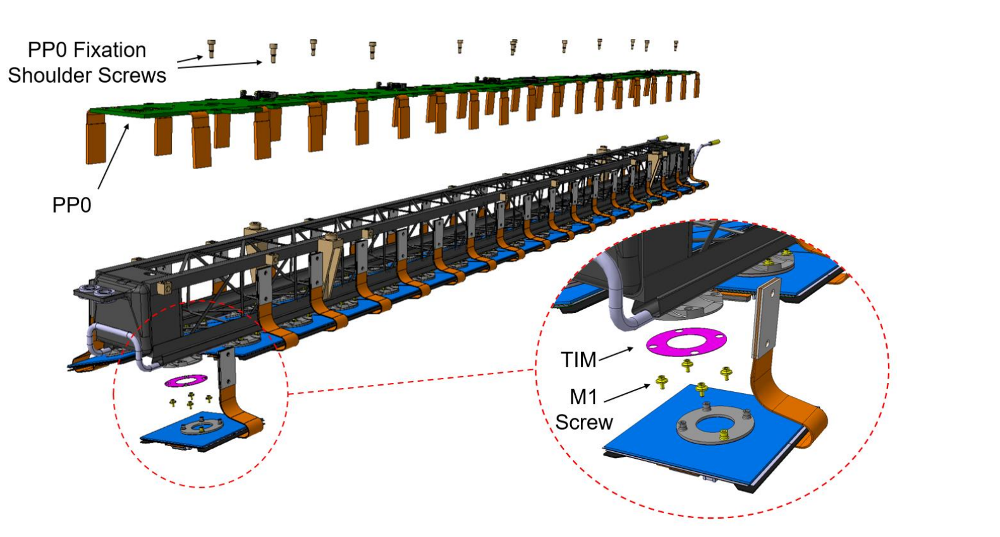 PP0 Fixation
Shoulder Screws
PP0
TIM
M1
Screw